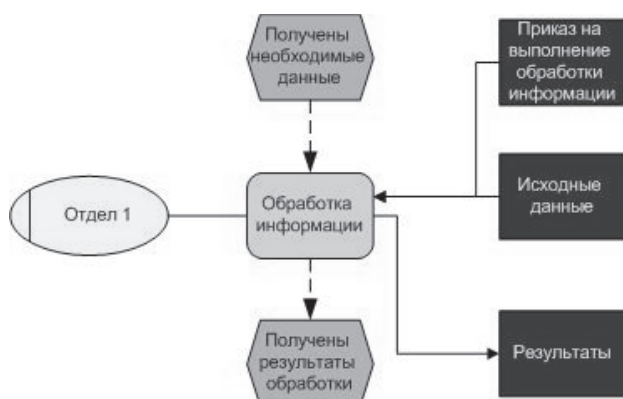 Получены
необходимые
данные
Приказ на
выполнение
обработки
информации
Отдел 1
Обработка
информации
Исходные
данные
Получены
результаты
обработки
Результаты